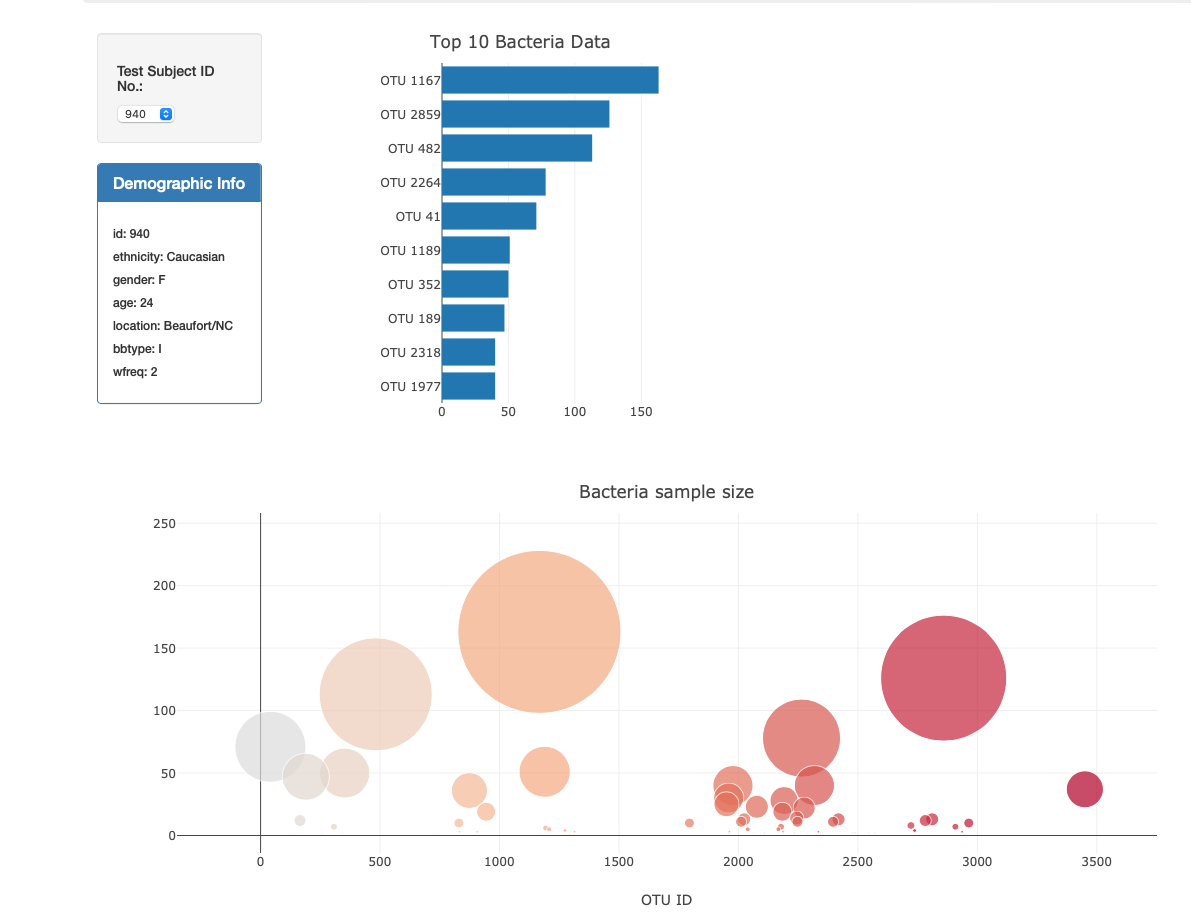 Test Subject ID
No.:
940
Demographic Info
id: 940
ethnicity: Caucasian
gender: F
age: 24
location: Beaufort/NC
bbtype: I
wfreq: 2
Top 10 Bacteria Data
OTU 1167
OTU 2859
OTU 482
OTU 2264
OTU 41
OTU 1189
OTU 352
OTU 189
OTU 2318
OTU 1977
0 50 100 150
Bacteria sample size
250
200
150
100
50
0
0 500 1000 1500 2000 2500 3000 3500
OTU ID